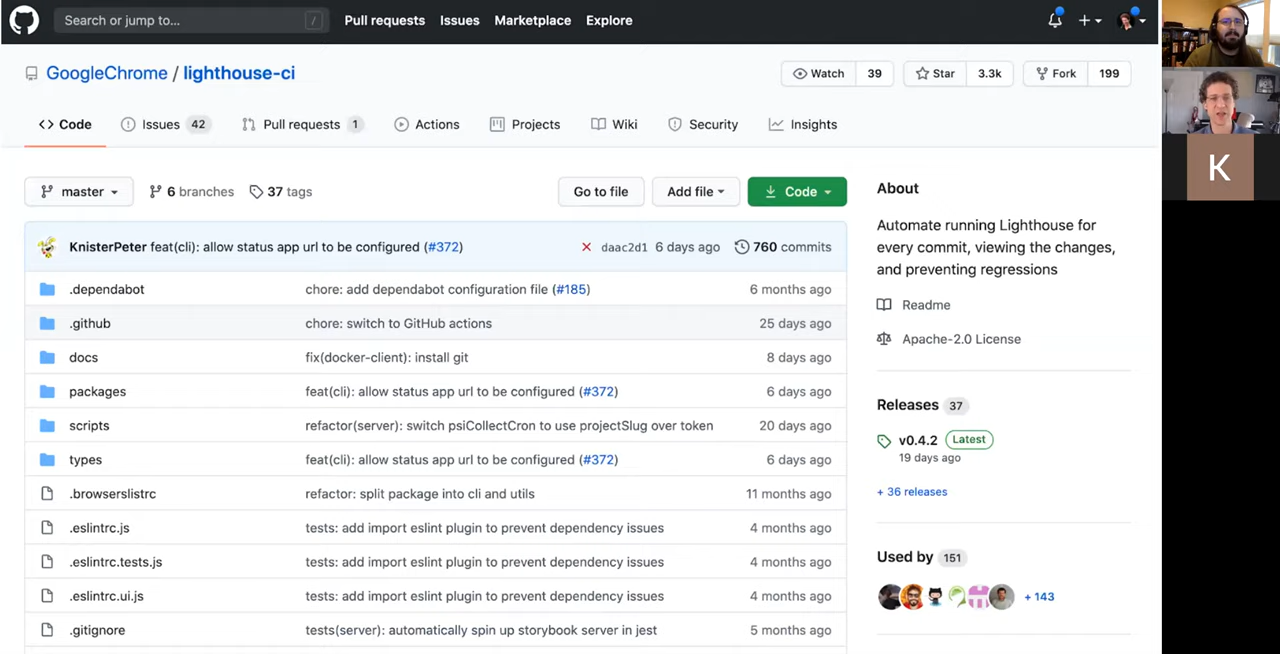 Search or jump to... / Pull requests Issues Marketplace Explore
GoogleChrome / lighthouse-ci
Watch 39 Star 3.3k Fork 199
Code Issues 42 Pull requests 1 Actions Projects Wiki Security Insights
master 6 branches 37 tags Go to file Add file Code
KnisterPeter feat(cli): allow status app url to be configured (#372) daac2d1 6 days ago 760 commits
.dependabot chore: add dependabot configuration file (#185) 6 months ago
.github chore: switch to GitHub actions 25 days ago
docs fix(docker-client): install git 8 days ago
packages feat(cli): allow status app url to be configured (#372) 6 days ago
scripts refactor(server): switch psiCollectCron to use projectSlug over token 20 days ago
types feat(cli): allow status app url to be configured (#372) 6 days ago
.browserslistrc refactor: split package into cli and utils 11 months ago
.eslintrc.js tests: add import eslint plugin to prevent dependency issues 4 months ago
.eslintrc.tests.js tests: add import eslint plugin to prevent dependency issues 4 months ago
.eslintrc.ui.js tests: add import eslint plugin to prevent dependency issues 4 months ago
.gitignore tests(server): automatically spin up storybook server in jest 5 months ago
About
Automate running Lighthouse for
every commit, viewing the changes,
and preventing regressions
Readme
Apache-2.0 License
Releases 37
v0.4.2 Latest
19 days ago
+ 36 releases
Used by 151
+ 143
K